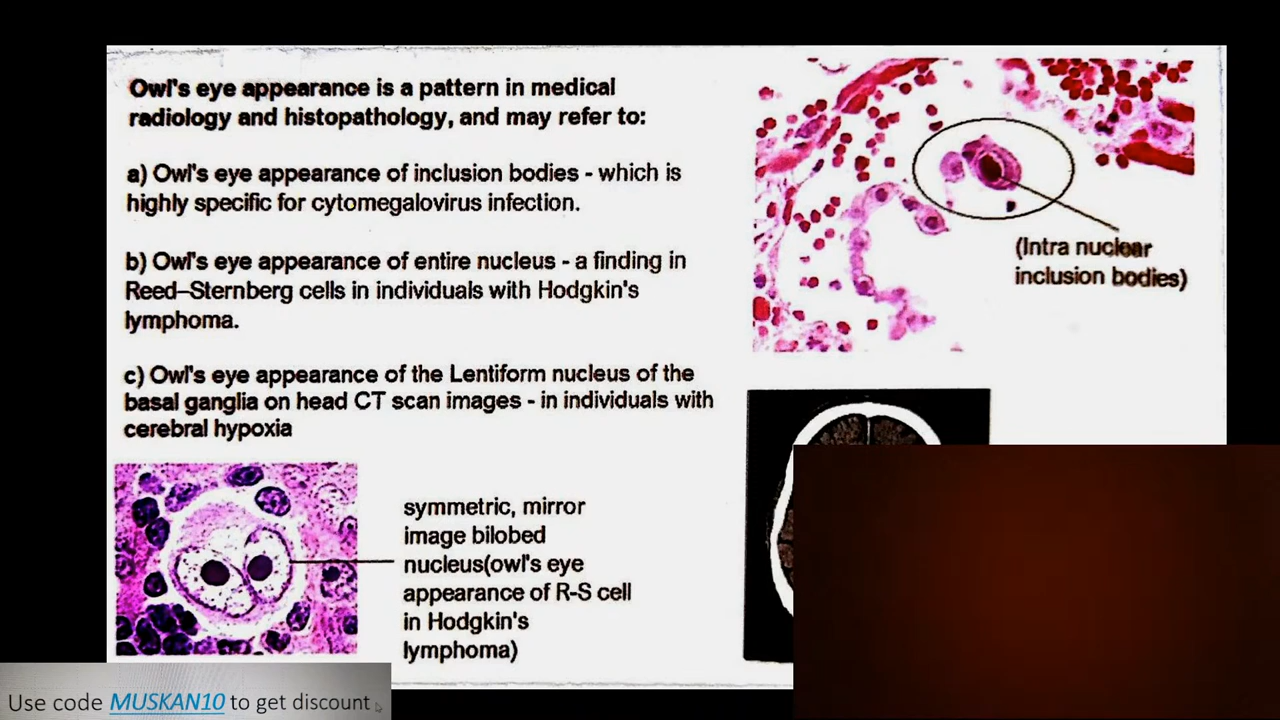 Owl's eye appearance is a pattern in medical
radiology and histopathology, and may refer to:
a) Owl's eye appearance of inclusion bodies - which is
highly specific for cytomegalovirus infection.
b) Owl's eye appearance of entire nucleus - a finding in
Reed–Sternberg cells in individuals with Hodgkin's
lymphoma.
c) Owl's eye appearance of the Lentiform nucleus of the
basal ganglia on head CT scan images - in individuals with
cerebral hypoxia
(Intra nuclear
inclusion bodies)
symmetric, mirror
image bilobed
nucleus(owl's eye
appearance of R-S cell
in Hodgkin's
lymphoma)
Use code MUSKAN10 to get discount